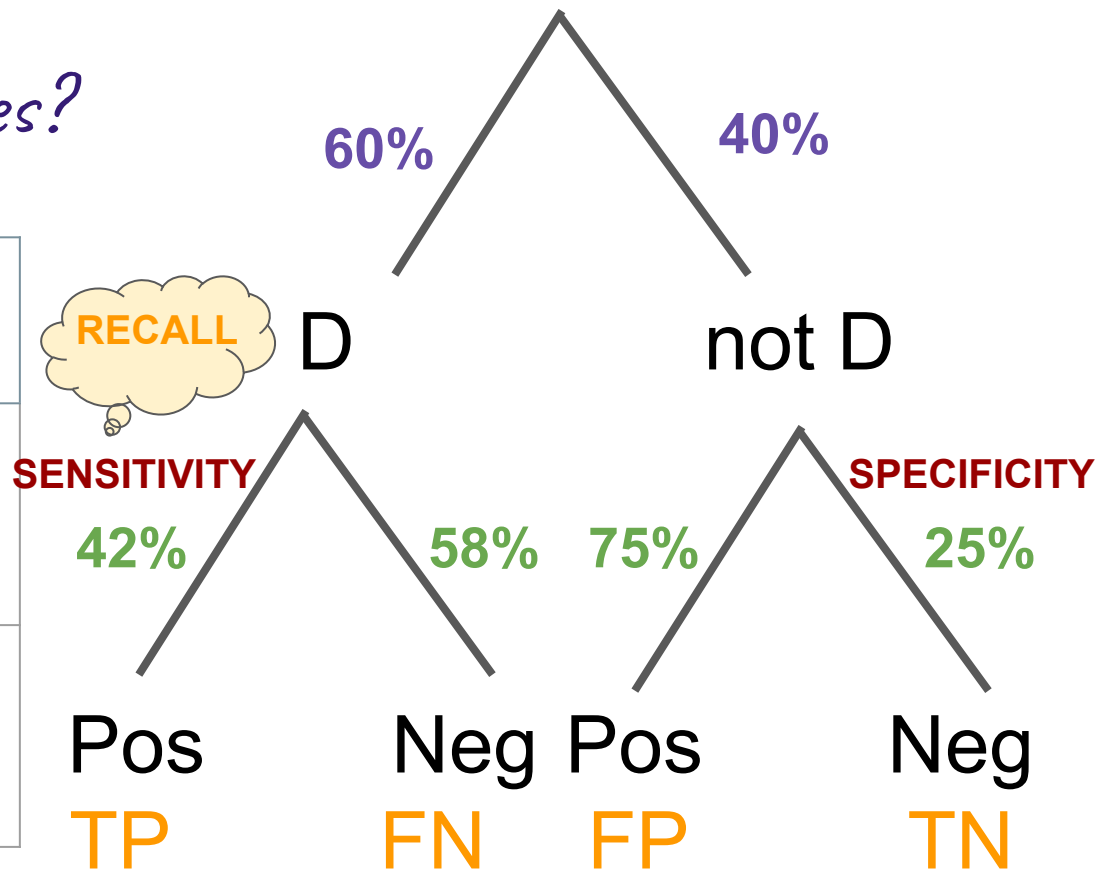 60% 40%
RECALL
D not D
SENSITIVITY SPECIFICITY
42% 58% 75% 25%
Pos Neg Pos Neg
TP FN FP TN